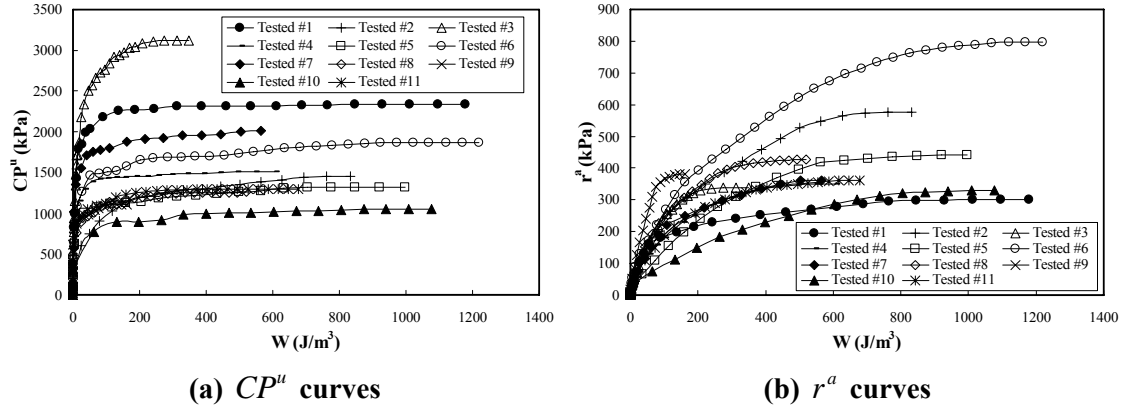 3500
3000
2500
2000
1500
1000
500
0
CPᵘ (kPa)
Tested #1 Tested #2 Tested #3
Tested #4 Tested #5 Tested #6
Tested #7 Tested #8 Tested #9
Tested #10 Tested #11
0 200 400 600 800 1000 1200 1400
W (J/m³)
(a) CPᵘ curves
900
800
700
600
500
400
300
200
100
0
rᵃ (kPa)
Tested #1 Tested #2 Tested #3
Tested #4 Tested #5 Tested #6
Tested #7 Tested #8 Tested #9
Tested #10 Tested #11
0 200 400 600 800 1000 1200 1400
W (J/m³)
(b) rᵃ curves